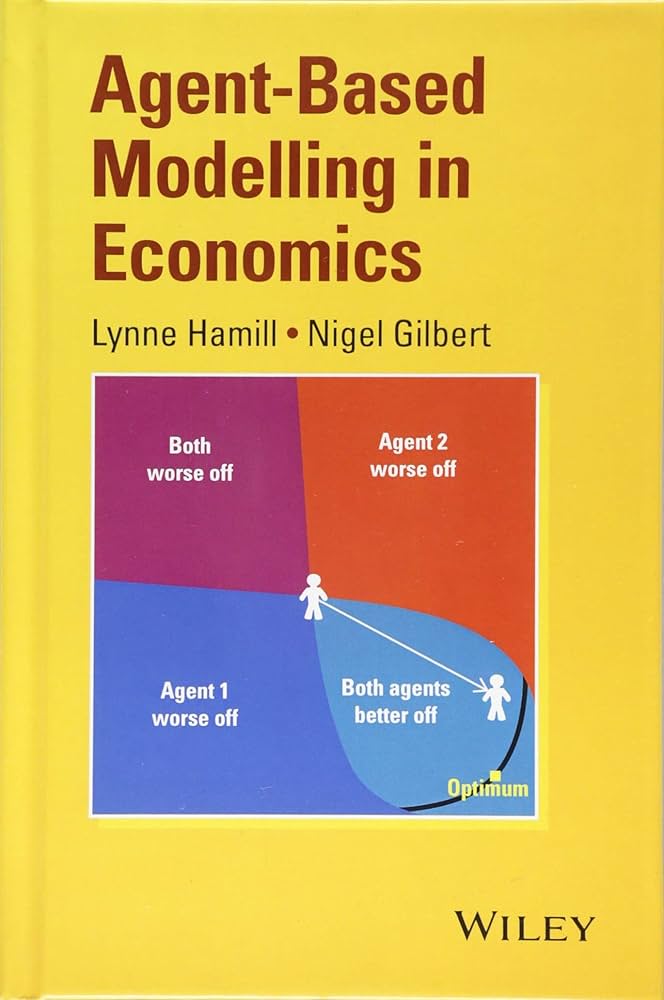 Agent-Based
Modelling in
Economics
Lynne Hamill • Nigel Gilbert
Both
worse off
Agent 2
worse off
Agent 1
worse off
Both agents
better off
Optimum
WILEY